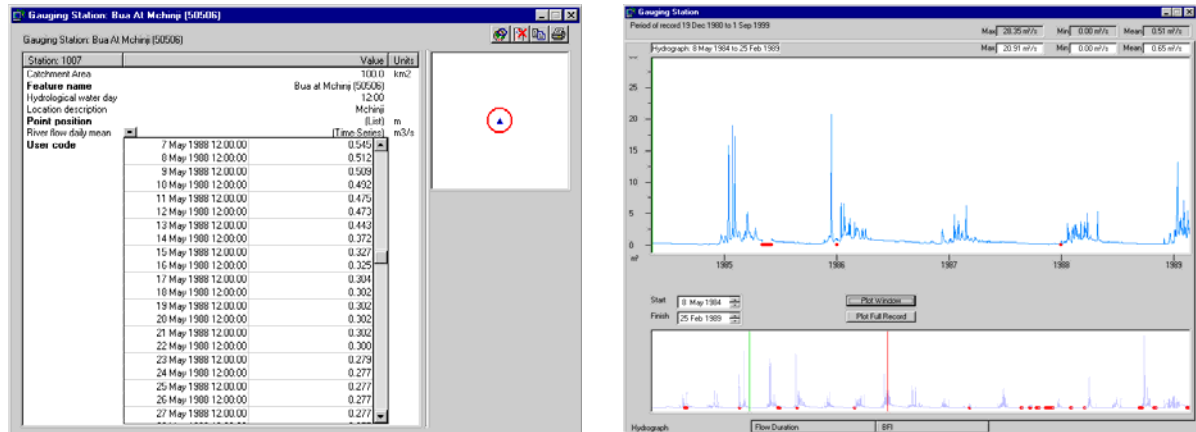 Gauging Station: Bua At Mchinji (50506)
Gauging Station: Bua At Mchinji (50506)
Station: 1007 Value Units
Catchment Area 100.0 km2
Feature name Bua at Mchinji (50506)
Hydrological water day 12:00
Location description Mchinji
Point position (List) m
River flow daily mean (Time Series) m3/s
User code 7 May 1988 12:00:00 0.545
8 May 1988 12:00:00 0.512
9 May 1988 12:00:00 0.509
10 May 1988 12:00:00 0.492
11 May 1988 12:00:00 0.475
12 May 1988 12:00:00 0.473
13 May 1988 12:00:00 0.443
14 May 1988 12:00:00 0.372
15 May 1988 12:00:00 0.327
16 May 1988 12:00:00 0.325
17 May 1988 12:00:00 0.304
18 May 1988 12:00:00 0.302
19 May 1988 12:00:00 0.302
20 May 1988 12:00:00 0.302
21 May 1988 12:00:00 0.302
22 May 1988 12:00:00 0.300
23 May 1988 12:00:00 0.279
24 May 1988 12:00:00 0.277
25 May 1988 12:00:00 0.277
26 May 1988 12:00:00 0.277
27 May 1988 12:00:00 0.277
Gauging Station
Period of record 19 Dec 1980 to 1 Sep 1999 Max 28.35 m³/s Min 0.00 m³/s Mean 0.51 m³/s
Hydrograph: 8 May 1984 to 25 Feb 1989 Max 20.91 m³/s Min 0.00 m³/s Mean 0.65 m³/s
25
20
15
10
5
0
1985 1986 1987 1988 1989
Start 8 May 1984 Plot Window
Finish 25 Feb 1989 Plot Full Record
Hydrograph Flow Duration BFI